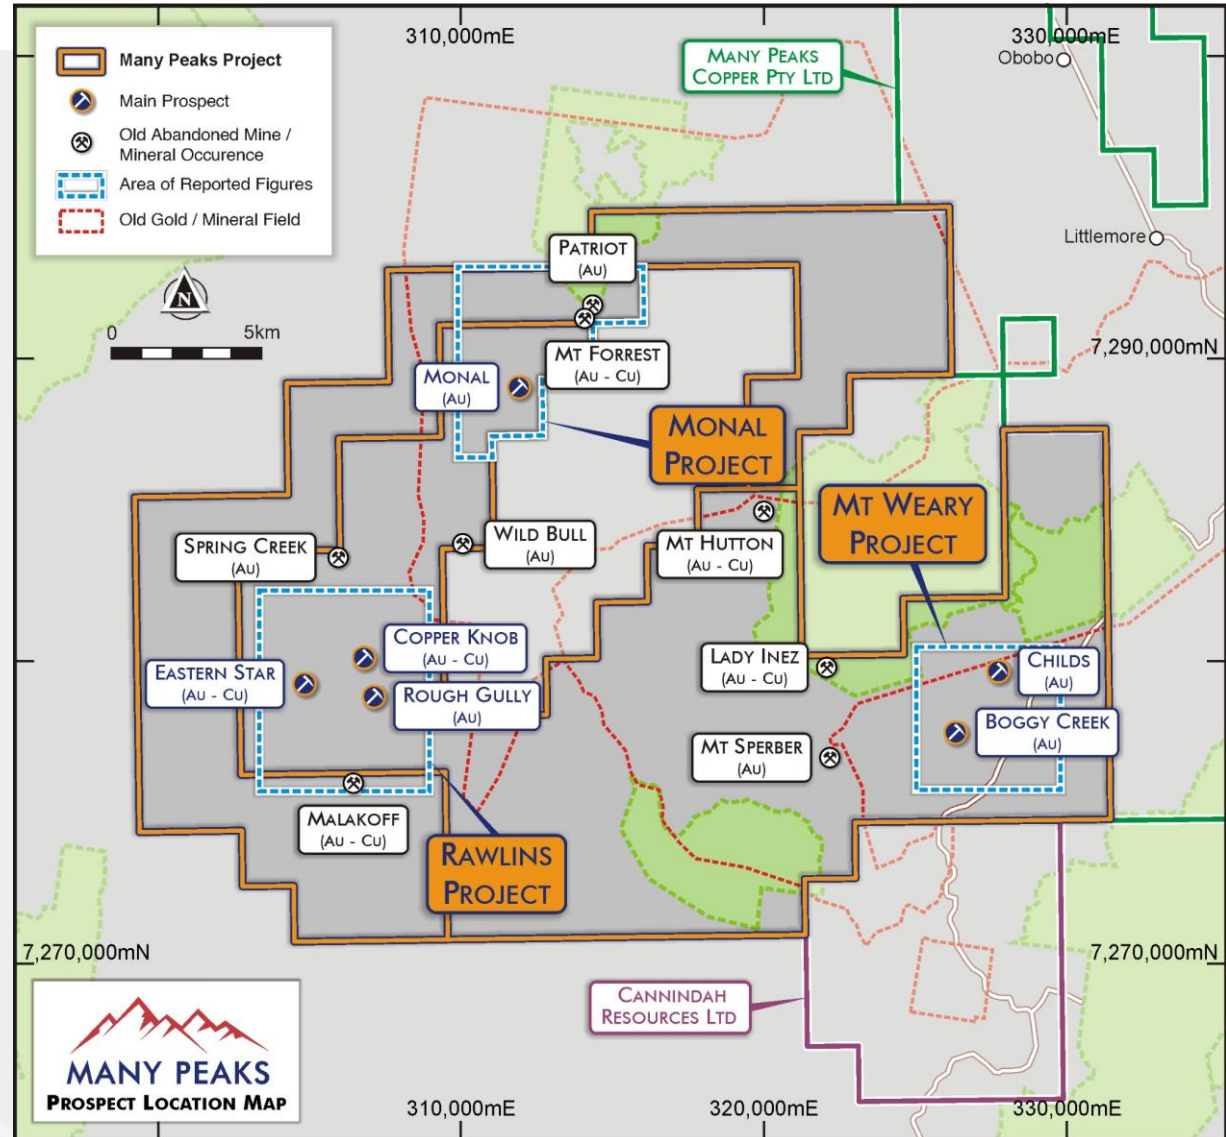 310,000mE
330,000mE
Many Peaks Project
Main Prospect
Old Abandoned Mine /
Mineral Occurence
Area of Reported Figures
Old Gold / Mineral Field
MANY PEAKS
COPPER PTY LTD
Obobo
Littlemore
N
0
5km
PATRIOT
(AU)
MT FORREST
(AU - CU)
7,290,000mN
MONAL
(AU)
MONAL
PROJECT
MT WEARY
PROJECT
SPRING CREEK
(AU)
WILD BULL
(AU)
MT HUTTON
(AU - CU)
COPPER KNOB
(AU - CU)
EASTERN STAR
(AU - CU)
ROUGH GULLY
(AU)
LADY INEZ
(AU - CU)
CHILDS
(AU)
BOGGY CREEK
(AU)
MT SPERBER
(AU)
MALAKOFF
(AU - CU)
RAWLINS
PROJECT
7,270,000mN
7,270,000mN
CANNINDAH
RESOURCES LTD
MANY PEAKS
PROSPECT LOCATION MAP
310,000mE
320,000mE
330,000mE